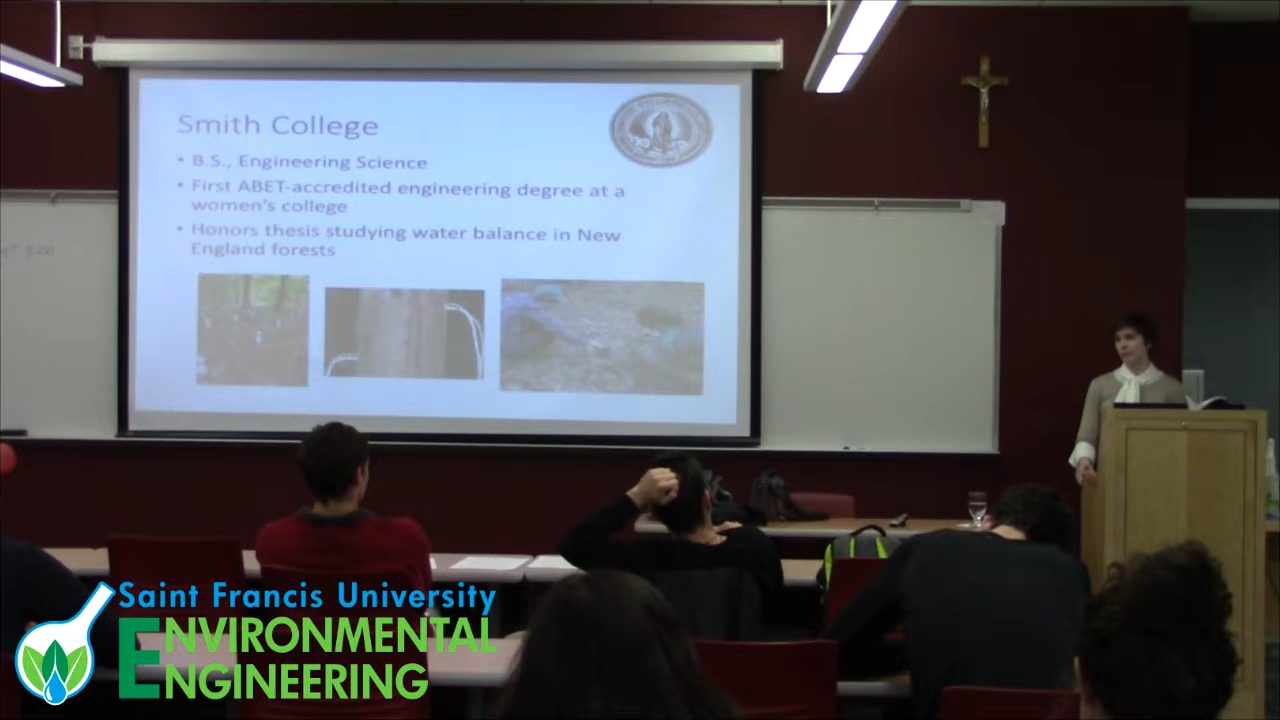 Smith College
• B.S., Engineering Science
• First ABET-accredited engineering degree at a
women's college
• Honors thesis studying water balance in New
England forests
Saint Francis University
ENVIRONMENTAL
ENGINEERING